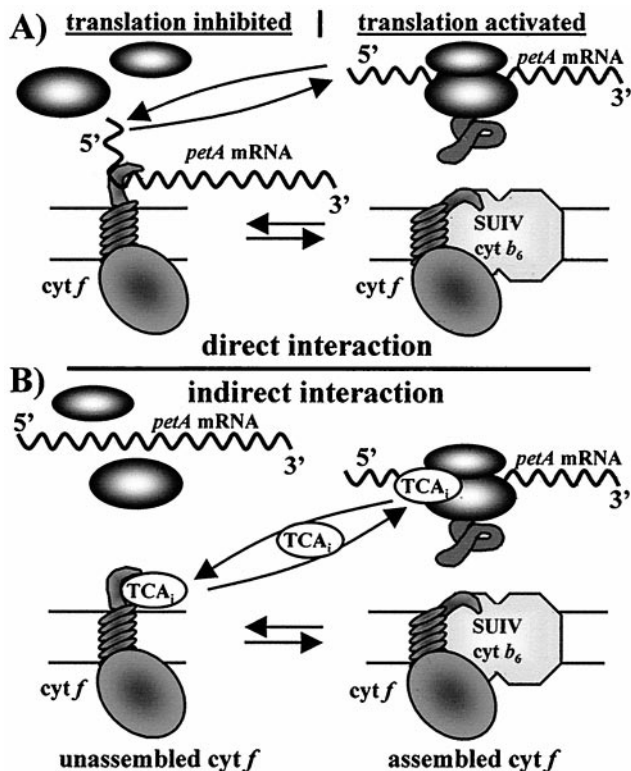 A) translation inhibited | translation activated
5’ petA mRNA 3’
5’ petA mRNA 3’
SUIV
cyt b6
cyt f
cyt f
direct interaction
B) indirect interaction
5’ petA mRNA 3’
5’ petA mRNA 3’
TCAi
TCAi
TCAi
SUIV
cyt b6
cyt f
cyt f
unassembled cyt f
assembled cyt f